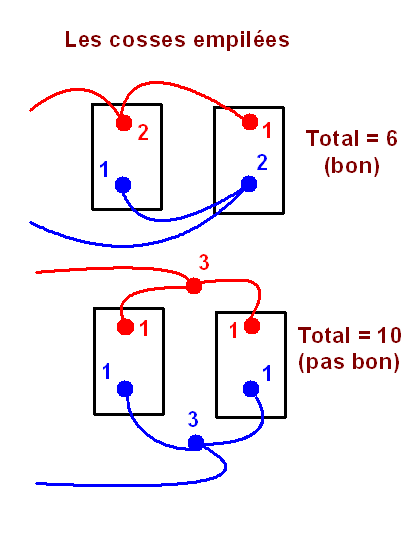 Les cosses empilées
2
1
1
2
Total = 6
(bon)
3
1
1
Total = 10
(pas bon)
1
1
3